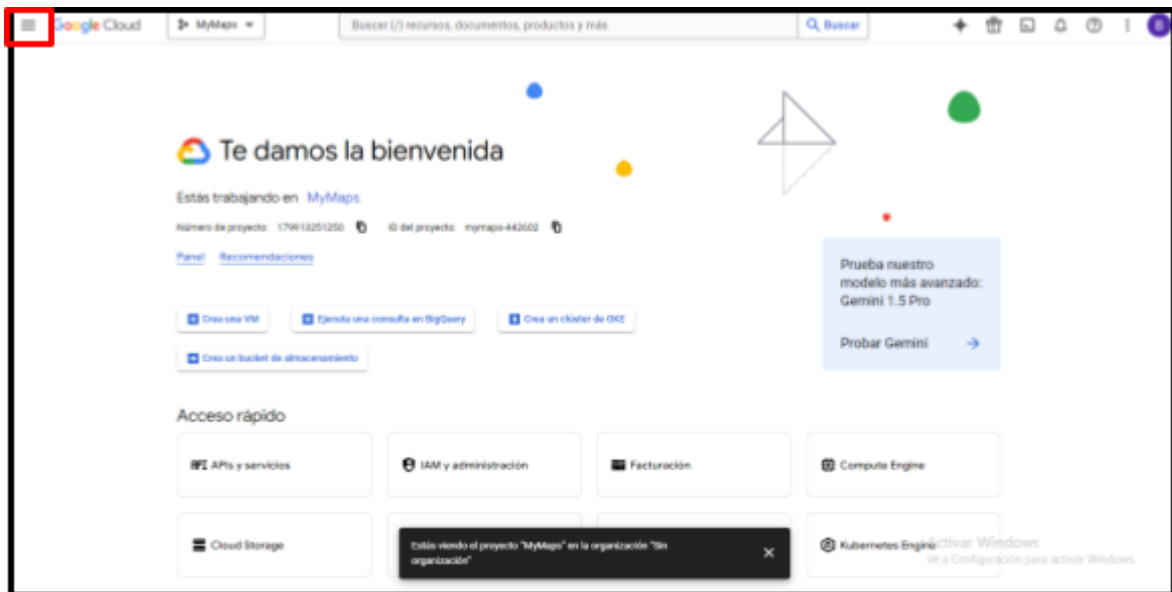 Google Cloud
MyMaps
Buscar (/) recursos, documentos, productos y más
Buscar
B
Te damos la bienvenida
Estás trabajando en MyMaps
Número de proyecto: 179913251250
ID del proyecto: mymaps-442602
Panel
Recomendaciones
Prueba nuestro
modelo más avanzado:
Gemini 1.5 Pro
Probar Gemini
Crea una VM
Ejecuta una consulta en BigQuery
Crea un clúster de GKE
Crea un bucket de almacenamiento
Acceso rápido
API APIs y servicios
IAM y administración
Facturación
Compute Engine
Cloud Storage
Estás viendo el proyecto "MyMaps" en la organización "Sin
organización"
Kubernetes Engine
Activar Windows
Ve a Configuración para activar Windows.